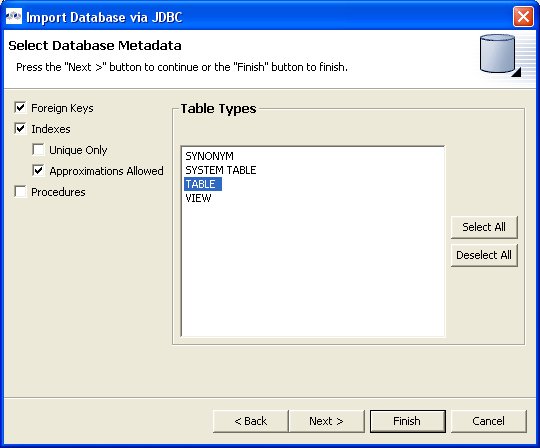 Import Database via JDBC
Select Database Metadata
Press the "Next >" button to continue or the "Finish" button to finish.
Foreign Keys
Indexes
Unique Only
Approximations Allowed
Procedures
Table Types
SYNONYM
SYSTEM TABLE
TABLE
VIEW
Select All
Deselect All
< Back
Next >
Finish
Cancel